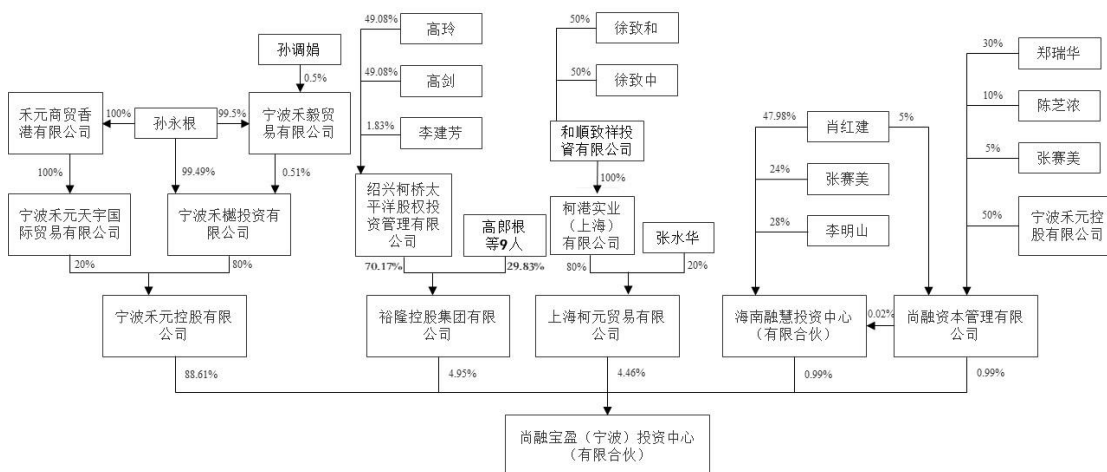 49.08%
高玲
50%
徐致和
孙调娟
30%
郑瑞华
0.5%
49.08%
高剑
50%
徐致中
10%
陈芝浓
禾元商贸香
港有限公司
100%
孙永根
99.5%
宁波禾毅贸
易有限公司
1.83%
李建芳
和順致祥投
資有限公司
47.98%
肖红建
5%
5%
张赛美
100%
99.49%
0.51%
100%
24%
张赛美
宁波禾元天宇国
际贸易有限公司
宁波禾樾投资有
限公司
绍兴柯桥太
平洋股权投
资管理有限
公司
高郎根
等9人
柯港实业
（上海）
有限公司
张水华
28%
李明山
50%
宁波禾元控
股有限公司
20%
80%
70.17%
29.83%
80%
20%
宁波禾元控股有限公
司
裕隆控股集团有限公
司
上海柯元贸易有限公
司
海南融慧投资中心
（有限合伙）
0.02%
尚融资本管理有限
公司
88.61%
4.95%
4.46%
0.99%
0.99%
尚融宝盈（宁波）投资中心
（有限合伙）